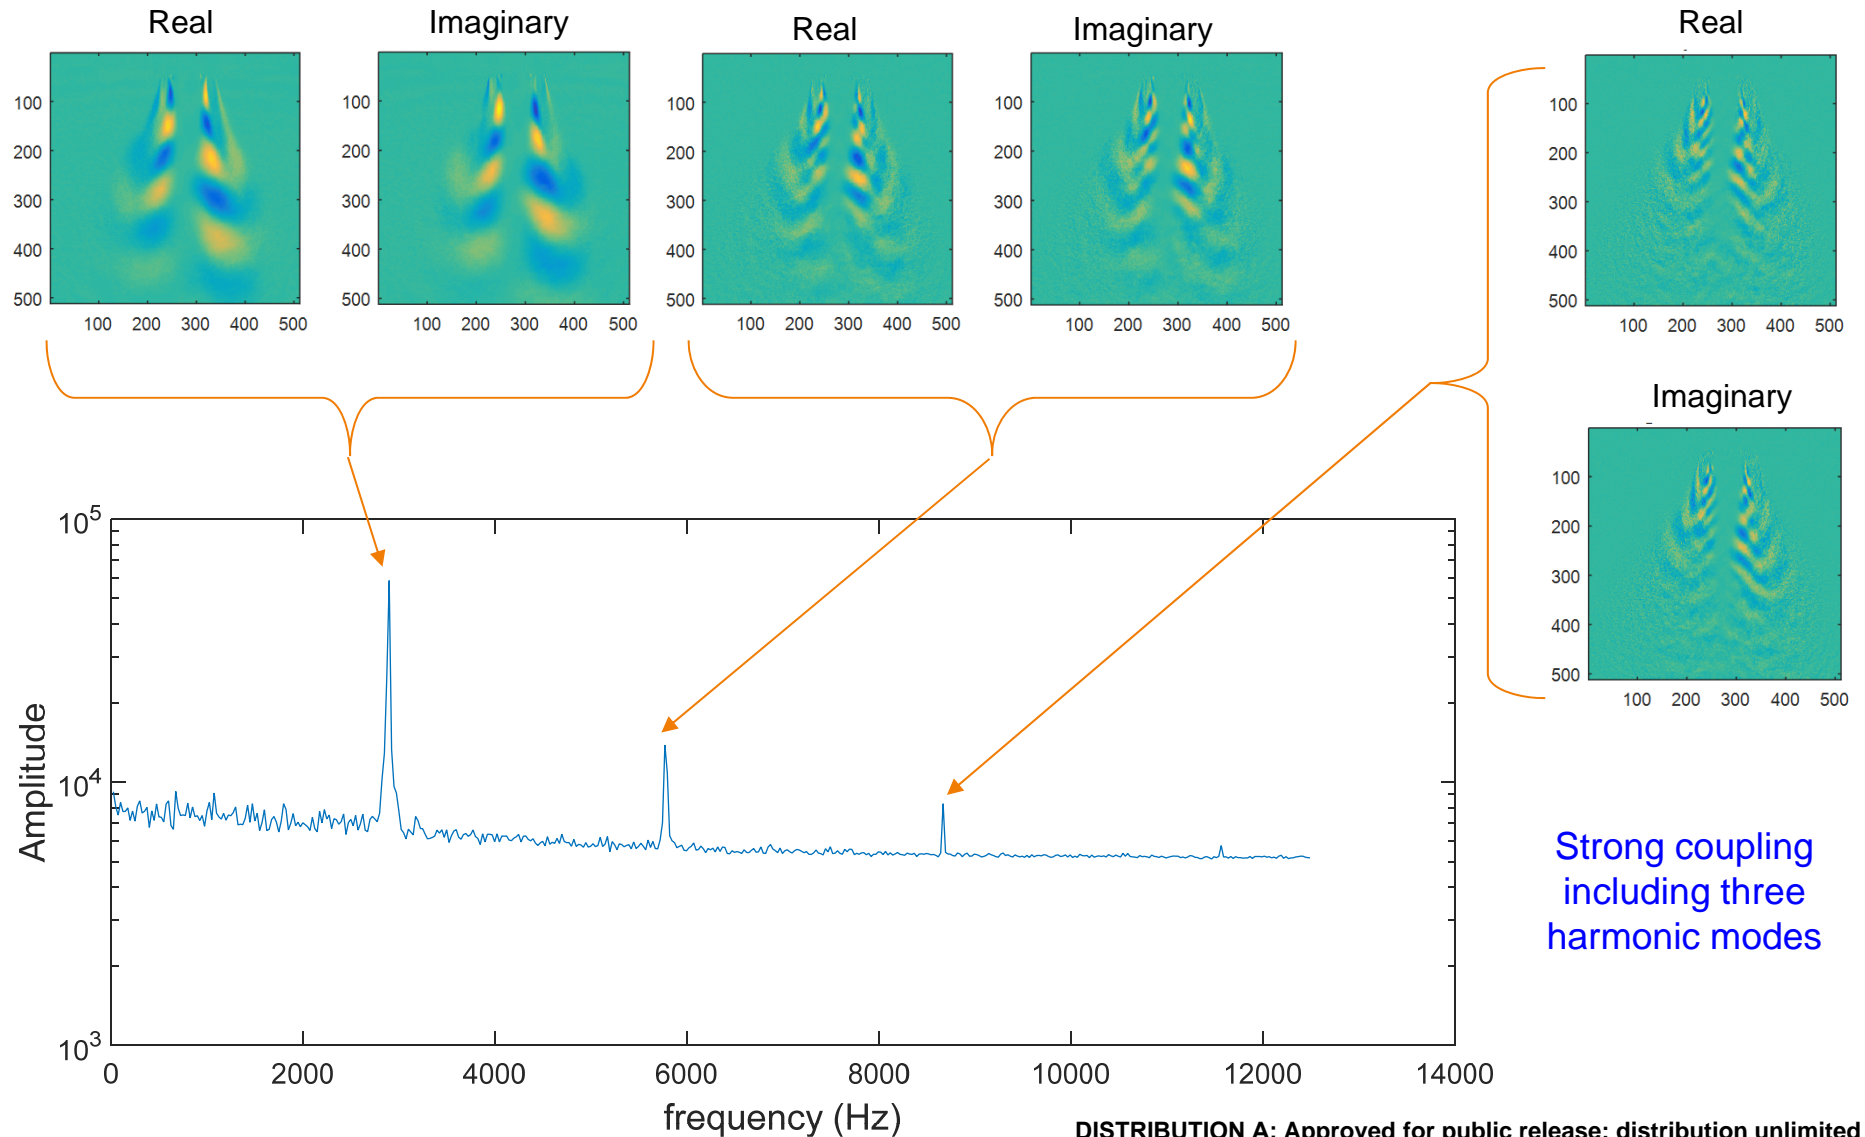 Real
Imaginary
Real
Imaginary
Real
100
200
300
400
500
100 200 300 400 500
100
200
300
400
500
100 200 300 400 500
100
200
300
400
500
100 200 300 400 500
100
200
300
400
500
100 200 300 400 500
100
200
300
400
500
100 200 300 400 500
Imaginary
100
200
300
400
500
100 200 300 400 500
10^5
10^4
10^3
Amplitude
0 2000 4000 6000 8000 10000 12000 14000
frequency (Hz)
Strong coupling
including three
harmonic modes
DISTRIBUTION A: Approved for public release: distribution unlimited